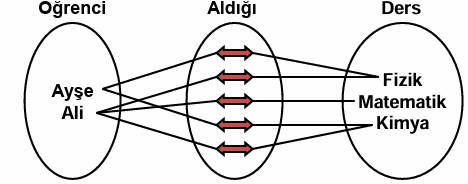 Öğrenci Aldığı Ders
Ayşe
Ali
Fizik
Matematik
Kimya